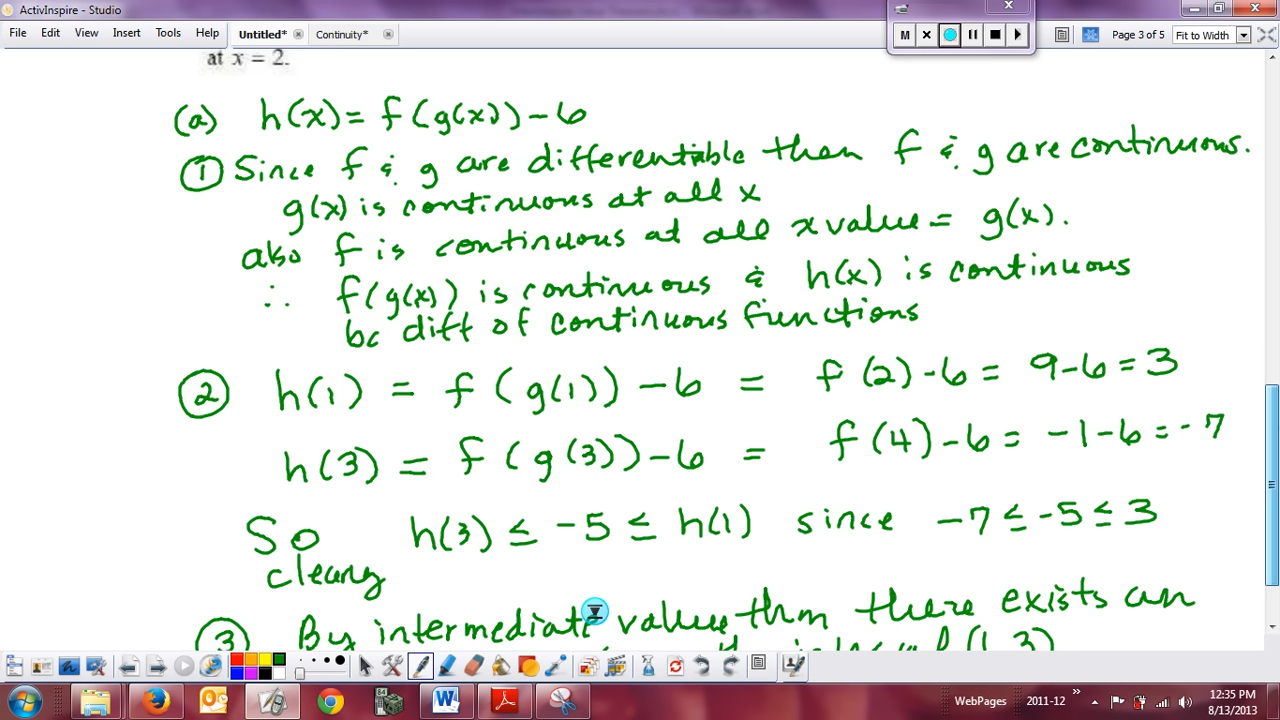 ActivInspire - Studio
File Edit View Insert Tools Help Untitled* Continuity* M Page 3 of 5 Fit to Width
at x = 2.
(a) h(x) = f(g(x)) - 6
① Since f & g are differentiable then f & g are continuous.
g(x) is continuous at all x
also f is continuous at all x value = g(x).
∴ f(g(x)) is continuous & h(x) is continuous
bc diff of continuous functions
② h(1) = f(g(1)) - 6 = f(2) - 6 = 9 - 6 = 3
h(3) = f(g(3)) - 6 = f(4) - 6 = -1 - 6 = -7
So h(3) ≤ -5 ≤ h(1) since -7 ≤ -5 ≤ 3
clearly
③ By intermediate value thm there exists an
(1,3)
WebPages 2011-12 12:35 PM
8/13/2013